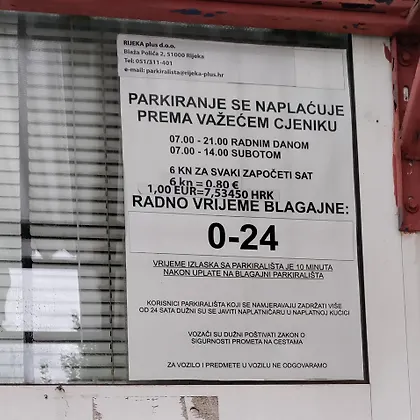 RIJEKA plus d.o.o.
Blaža Polića 2, 51000 Rijeka
Tel: 051/311-401
e-mail: parkiralista@rijeka-plus.hr
PARKIRANJE SE NAPLAĆUJE
PREMA VAŽEĆEM CJENIKU
07.00 - 21.00 RADNIM DANOM
07.00 - 14.00 SUBOTOM
6 KN ZA SVAKI ZAPOČETI SAT
6 kn = 0.80 €
1,00 EUR=7,53450 HRK
RADNO VRIJEME BLAGAJNE:
0-24
VRIJEME IZLASKA SA PARKIRALIŠTA JE 10 MINUTA
NAKON UPLATE NA BLAGAJNI PARKIRALIŠTA
KORISNICI PARKIRALIŠTA KOJI SE NAMJERAVAJU ZADRŽATI VIŠE
OD 24 SATA DUŽNI SU SE JAVITI NAPLATNIČARU U NAPLATNOJ KUĆICI
VOZAČI SU DUŽNI POŠTIVATI ZAKON O
SIGURNOSTI PROMETA NA CESTAMA
ZA VOZILO I PREDMETE U VOZILU NE ODGOVARAMO